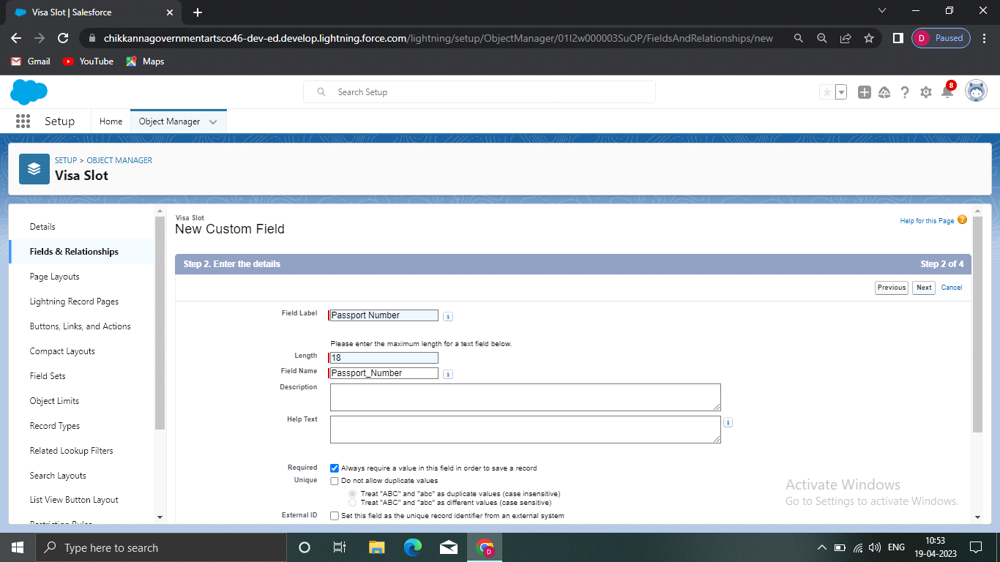 Visa Slot | Salesforce
chikkannagovernmentartsco46-dev-ed.develop.lightning.force.com/lightning/setup/ObjectManager/01I2w000003SuOP/FieldsAndRelationships/new
D Paused
Gmail YouTube Maps
Search Setup
8
Setup Home Object Manager
SETUP > OBJECT MANAGER
Visa Slot
Details
Fields & Relationships
Page Layouts
Lightning Record Pages
Buttons, Links, and Actions
Compact Layouts
Field Sets
Object Limits
Record Types
Related Lookup Filters
Search Layouts
List View Button Layout
Restriction Rules
Visa Slot
New Custom Field
Help for this Page ?
Step 2. Enter the details Step 2 of 4
Previous Next Cancel
Field Label Passport Number i
Please enter the maximum length for a text field below.
Length 18
Field Name Passport_Number i
Description
Help Text i
Required Always require a value in this field in order to save a record
Unique Do not allow duplicate values
Treat "ABC" and "abc" as duplicate values (case insensitive)
Treat "ABC" and "abc" as different values (case sensitive)
External ID Set this field as the unique record identifier from an external system
Activate Windows
Go to Settings to activate Windows.
Type here to search
D
ENG
10:53
19-04-2023